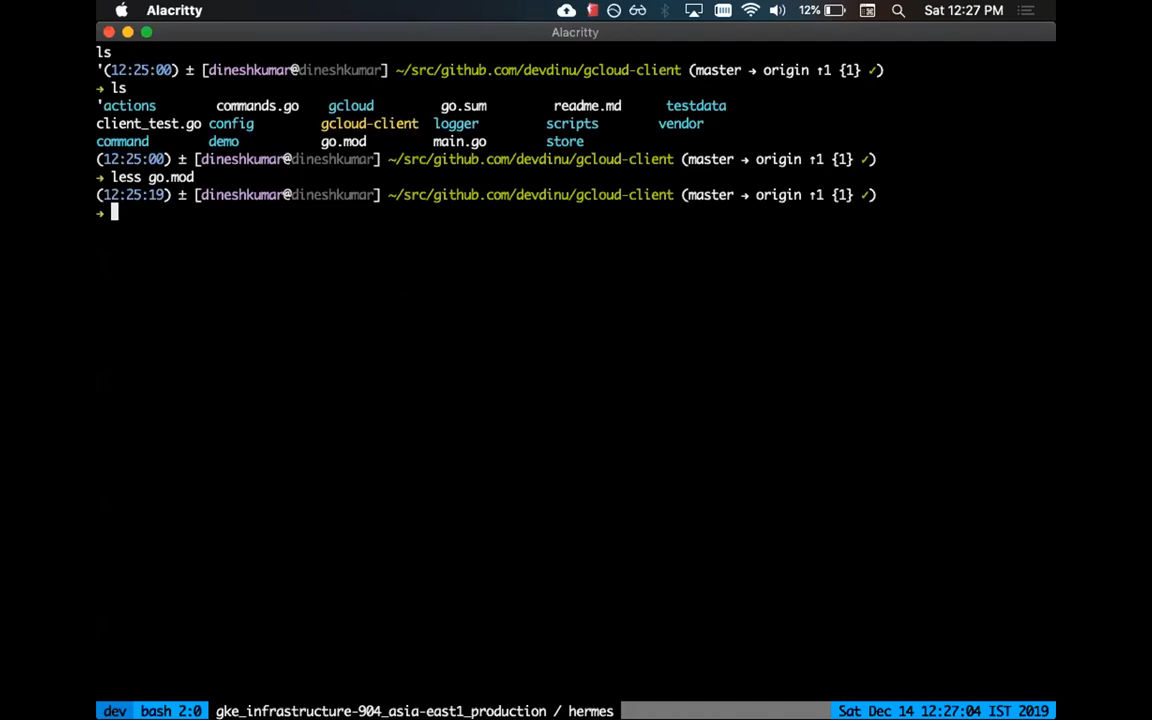 Alacritty 12% Sat 12:27 PM
Alacritty
ls
'(12:25:00) ± [dineshkumar@dineshkumar] ~/src/github.com/devdinu/gcloud-client (master → origin ↑1 {1} ✓)
→ ls
'actions commands.go gcloud go.sum readme.md testdata
client_test.go config gcloud-client logger scripts vendor
command demo go.mod main.go store
(12:25:00) ± [dineshkumar@dineshkumar] ~/src/github.com/devdinu/gcloud-client (master → origin ↑1 {1} ✓)
→ less go.mod
(12:25:19) ± [dineshkumar@dineshkumar] ~/src/github.com/devdinu/gcloud-client (master → origin ↑1 {1} ✓)
→
dev bash 2:0 gke_infrastructure-904_asia-east1_production / hermes Sat Dec 14 12:27:04 IST 2019